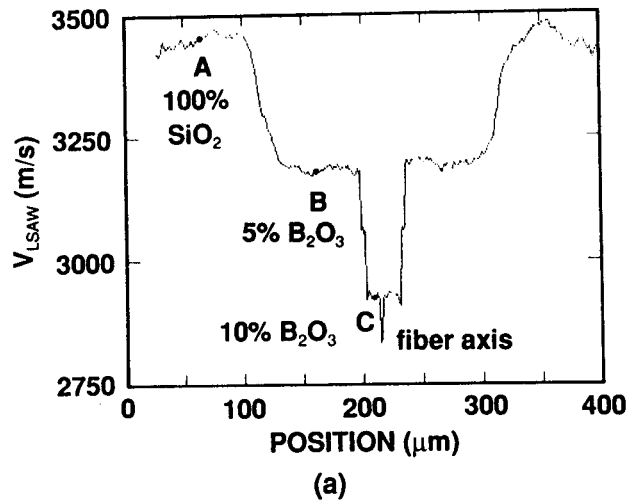 3500
A
100%
SiO₂
3250
B
5% B₂O₃
3000
C
10% B₂O₃
fiber axis
2750
0
100
200
300
400
V_LSAW (m/s)
POSITION (μm)
(a)